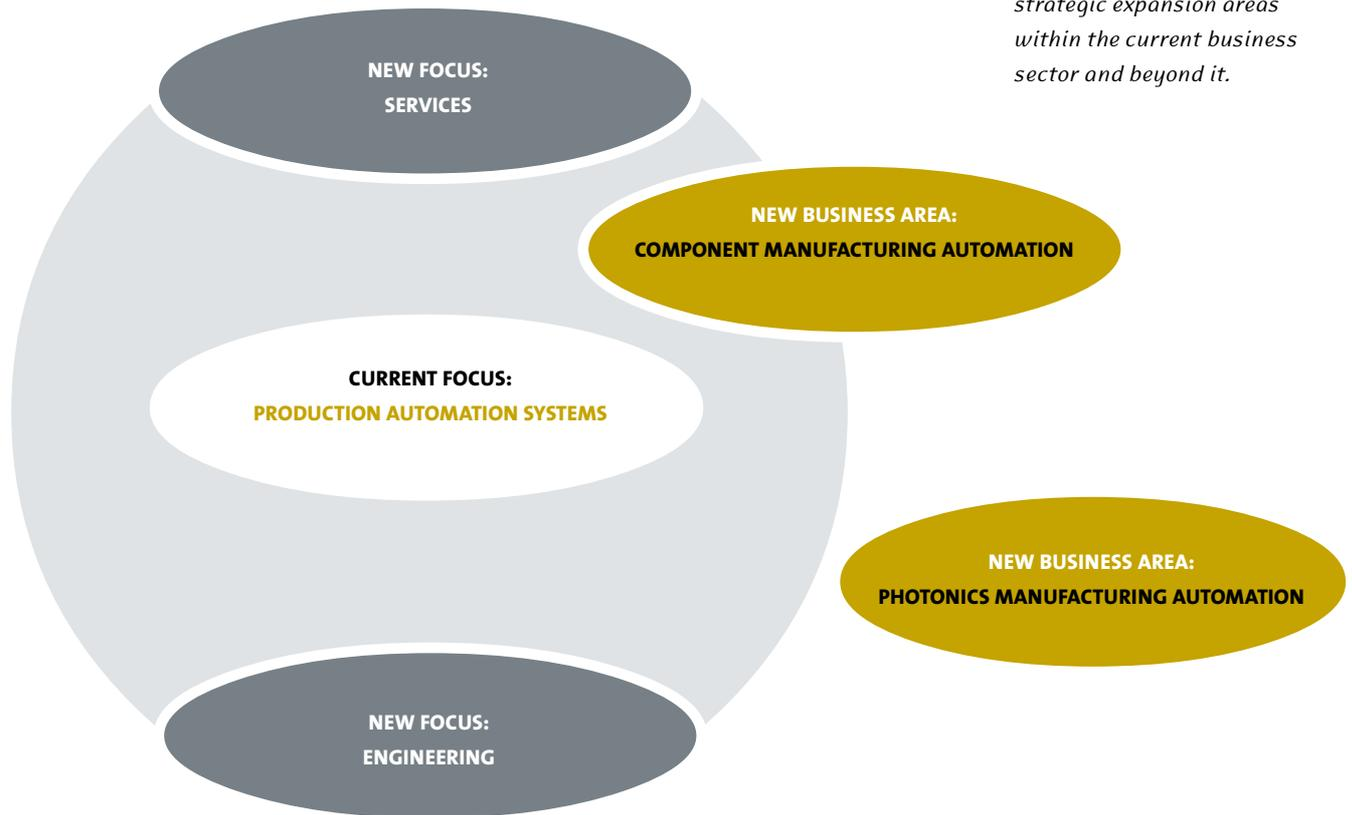 strategic expansion areas
within the current business
sector and beyond it.
NEW FOCUS:
SERVICES
NEW BUSINESS AREA:
COMPONENT MANUFACTURING AUTOMATION
CURRENT FOCUS:
PRODUCTION AUTOMATION SYSTEMS
NEW BUSINESS AREA:
PHOTONICS MANUFACTURING AUTOMATION
NEW FOCUS:
ENGINEERING